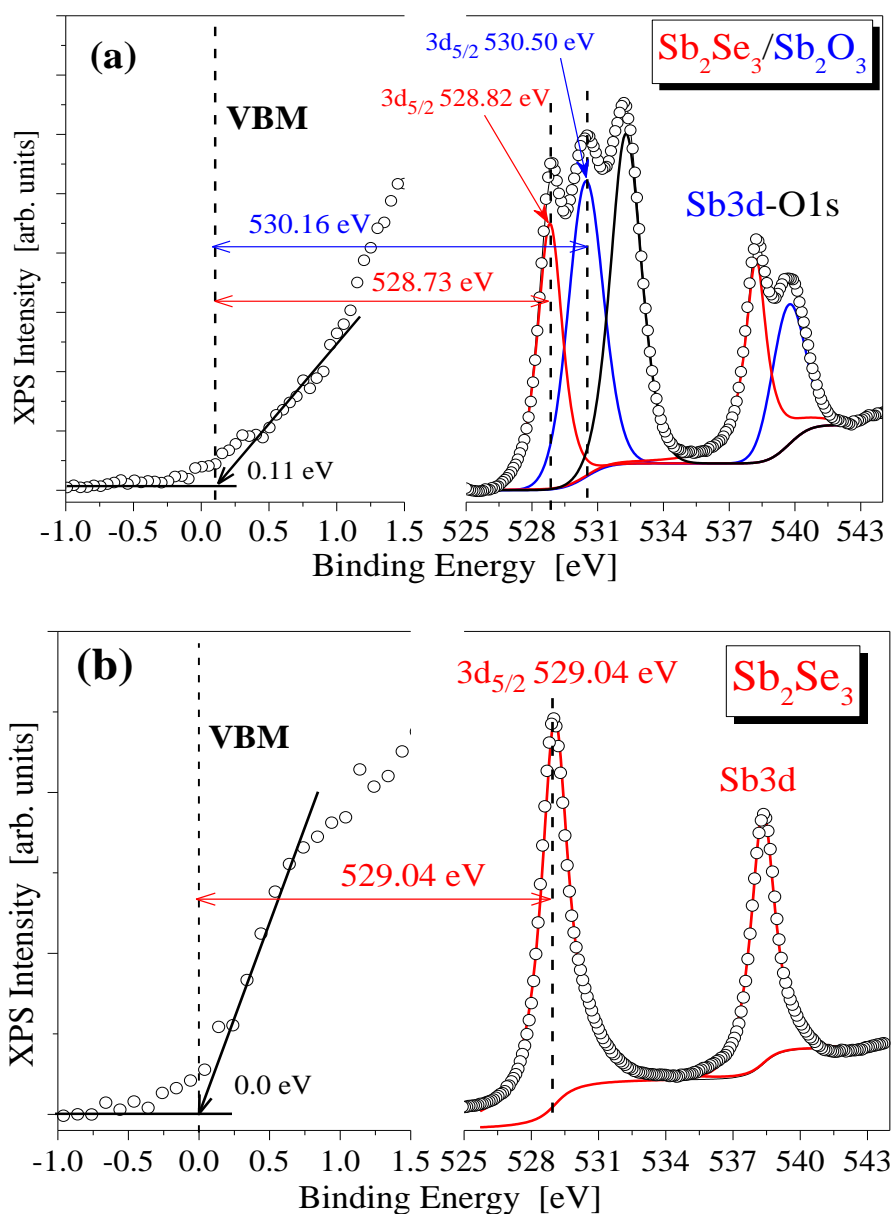 (a)
3d5/2 530.50 eV
Sb2Se3/Sb2O3
3d5/2 528.82 eV
VBM
Sb3d-O1s
530.16 eV
528.73 eV
0.11 eV
XPS Intensity [arb. units]
-1.0 -0.5 0.0 0.5 1.0 1.5 525 528 531 534 537 540 543
Binding Energy [eV]
(b)
3d5/2 529.04 eV
Sb2Se3
VBM
Sb3d
529.04 eV
0.0 eV
XPS Intensity [arb. units]
-1.0 -0.5 0.0 0.5 1.0 1.5 525 528 531 534 537 540 543
Binding Energy [eV]